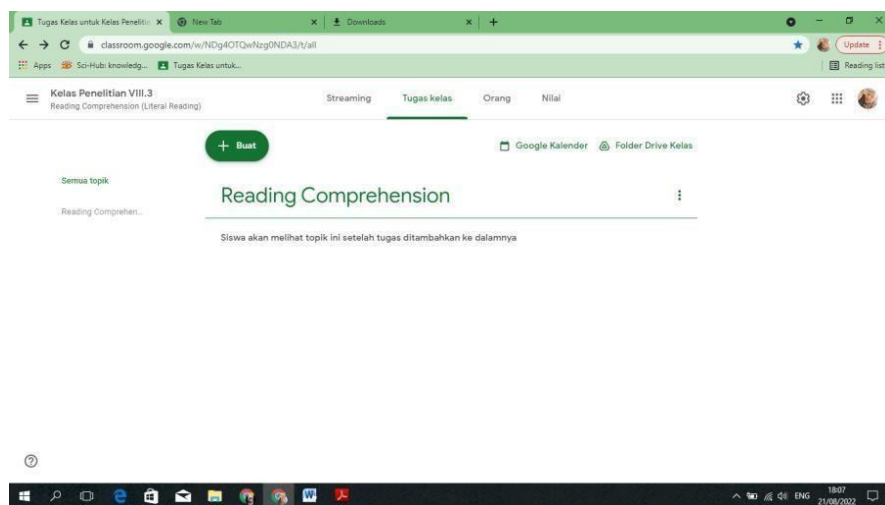 Tugas Kelas untuk Kelas Peneliti
New Tab
Downloads
classroom.google.com/w/NDg4OTQwNzg0NDA3/t/all
Update
Apps Sci-Hub: knowledg... Tugas Kelas untuk...
Reading list
Kelas Penelitian VIII.3
Reading Comprehension (Literal Reading)
Streaming Tugas kelas Orang Nilai
+ Buat
Google Kalender Folder Drive Kelas
Semua topik
Reading Comprehen...
Reading Comprehension
Siswa akan melihat topik ini setelah tugas ditambahkan ke dalamnya
ENG
18:07
21/08/2022